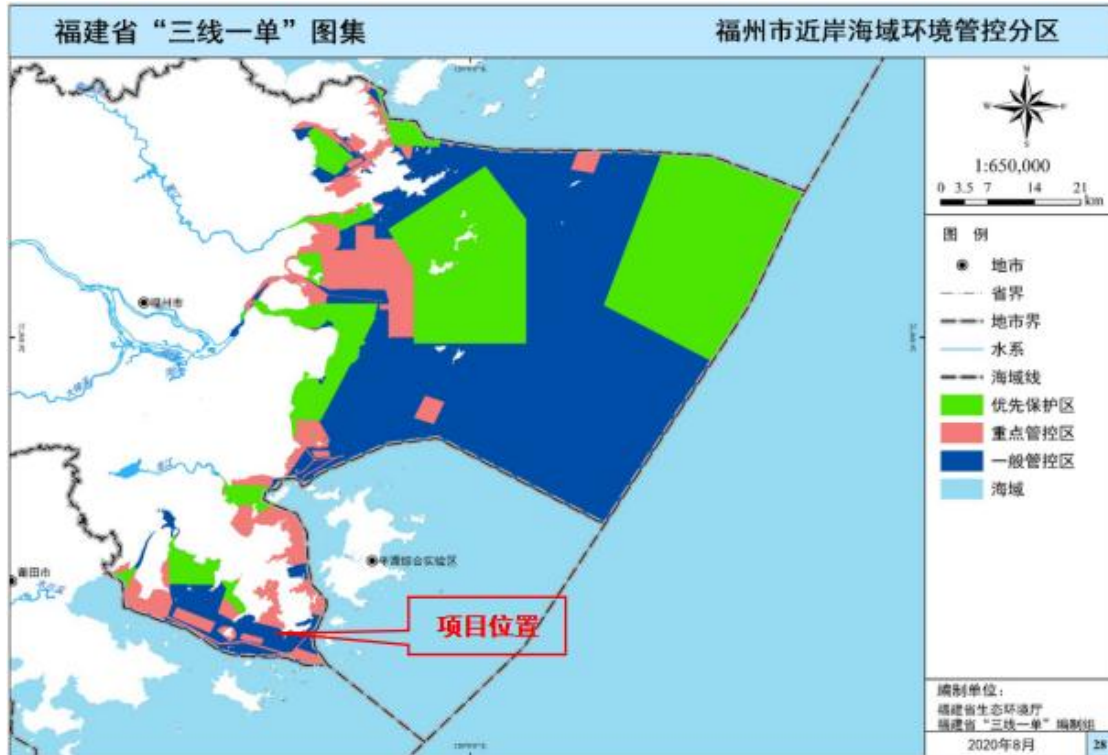 福建省“三线一单”图集
福州市近岸海域环境管控分区
1:650,000
0 3.5 7 14 21
km
图 例
地市
省界
地市界
水系
海域线
优先保护区
重点管控区
一般管控区
海域
福州市
莆田市
平潭综合实验区
项目位置
编制单位：
福建省生态环境厅
福建省“三线一单”编制组
2020年8月
28